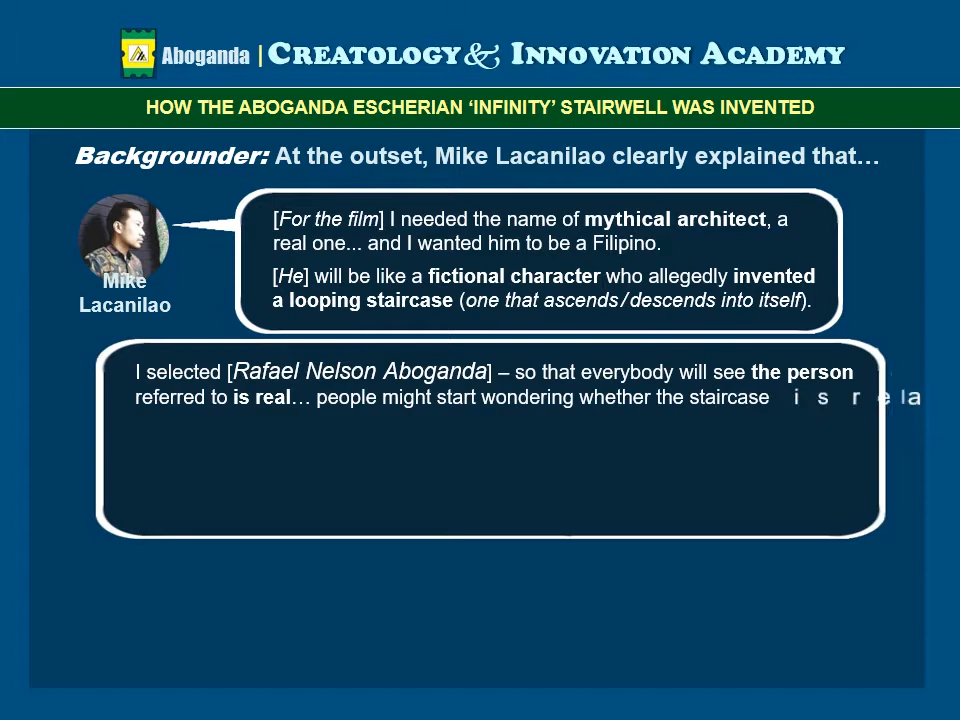 Aboganda | CREATOLOGY & INNOVATION ACADEMY
HOW THE ABOGANDA ESCHERIAN ‘INFINITY’ STAIRWELL WAS INVENTED
Backgrounder: At the outset, Mike Lacanilao clearly explained that…
[For the film] I needed the name of mythical architect, a
real one... and I wanted him to be a Filipino.
[He] will be like a fictional character who allegedly invented
a looping staircase (one that ascends/descends into itself).
Mike
Lacanilao
I selected [Rafael Nelson Aboganda] – so that everybody will see the person
referred to is real… people might start wondering whether the staircase i s r e l a